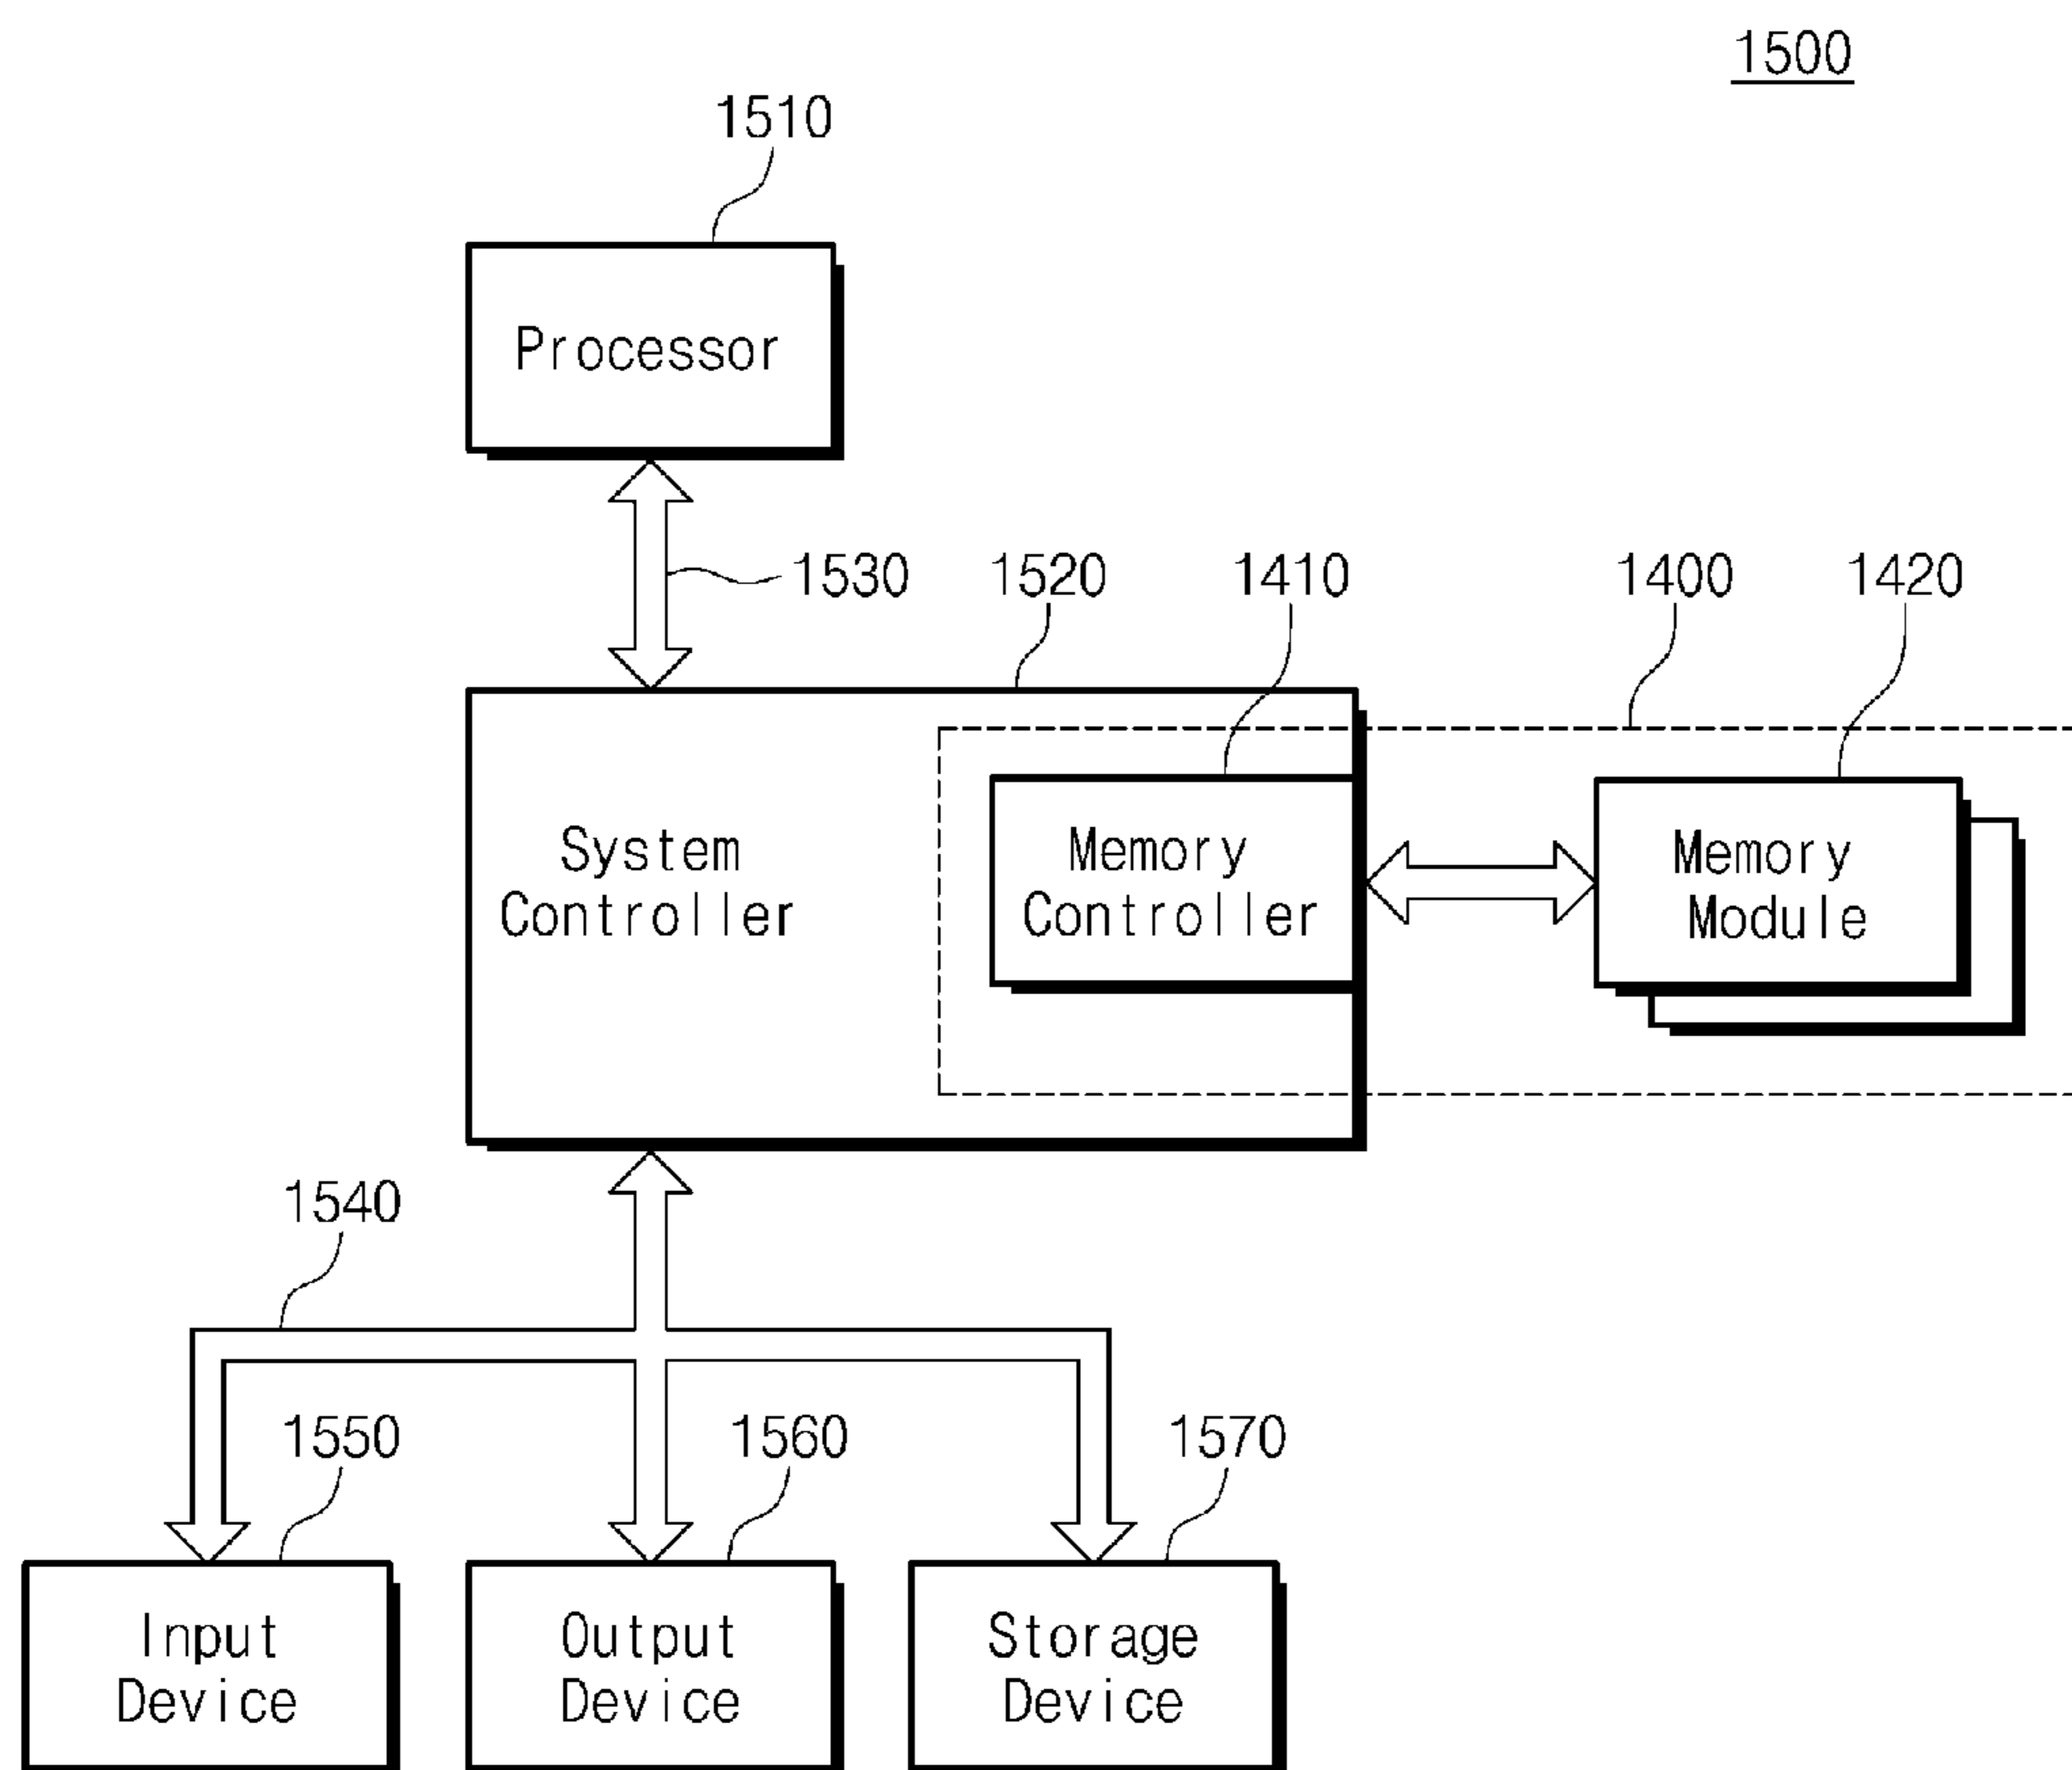 1500
1510
Processor
1530
1520
1410
1400
1420
System
Controller
Memory
Controller
Memory
Module
1540
1550
1560
1570
Input
Device
Output
Device
Storage
Device